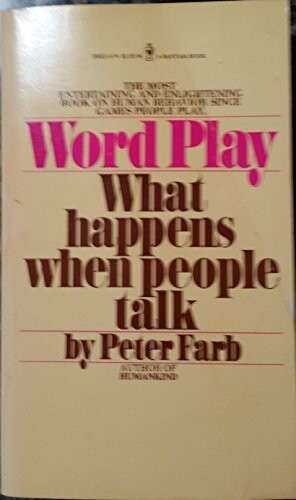 THE MOST
ENTERTAINING AND ENLIGHTENING
BOOK ON HUMAN BEHAVIOR SINCE
GAMES PEOPLE PLAY.
Word Play
What
happens
when people
talk
by Peter Farb
AUTHOR OF
HUMANKIND